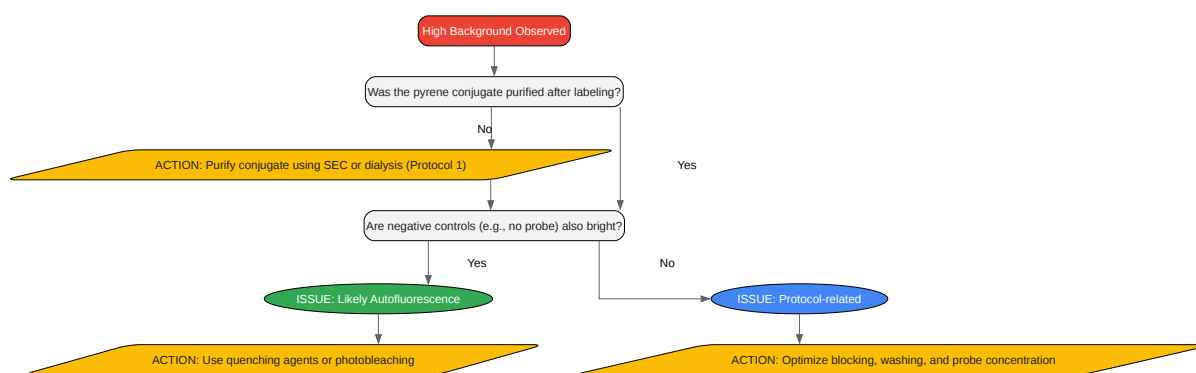 High Background Observed
Was the pyrene conjugate purified after labeling?
No
ACTION: Purify conjugate using SEC or dialysis (Protocol 1)
Yes
Are negative controls (e.g., no probe) also bright?
Yes
No
ISSUE: Likely Autofluorescence
ISSUE: Protocol-related
ACTION: Use quenching agents or photobleaching
ACTION: Optimize blocking, washing, and probe concentration